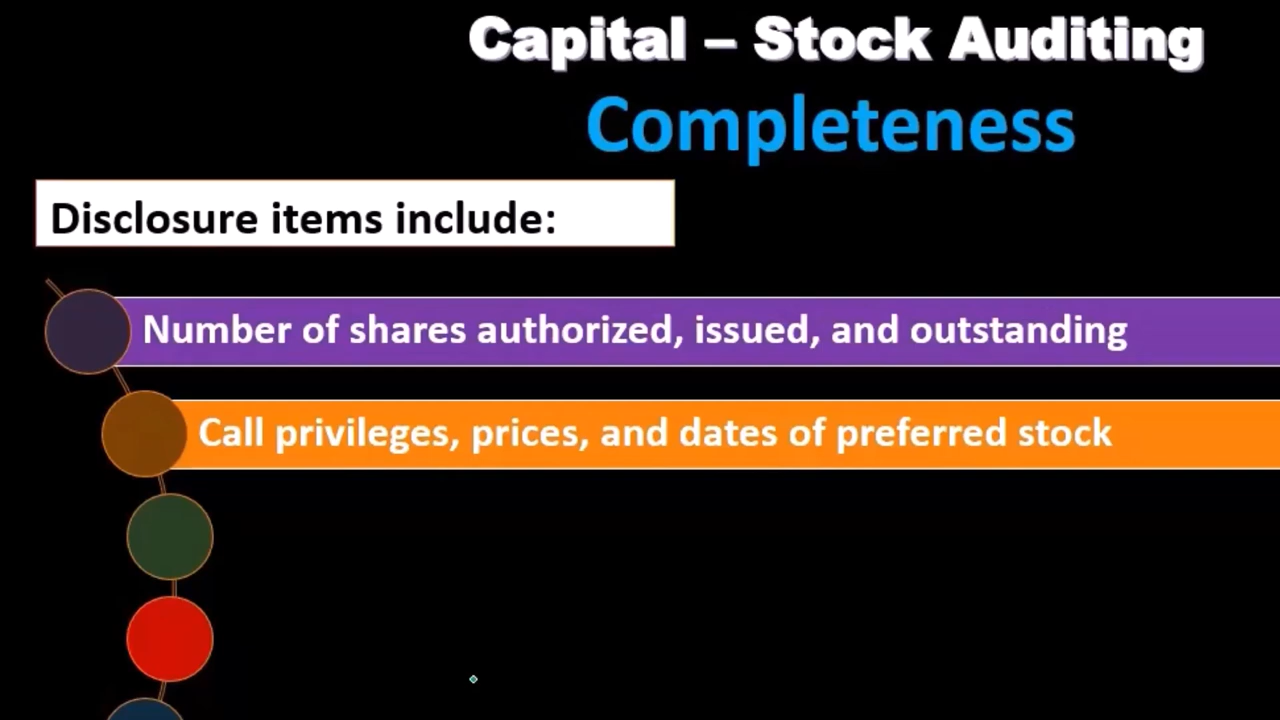 Capital – Stock Auditing
Completeness
Disclosure items include:
Number of shares authorized, issued, and outstanding
Call privileges, prices, and dates of preferred stock